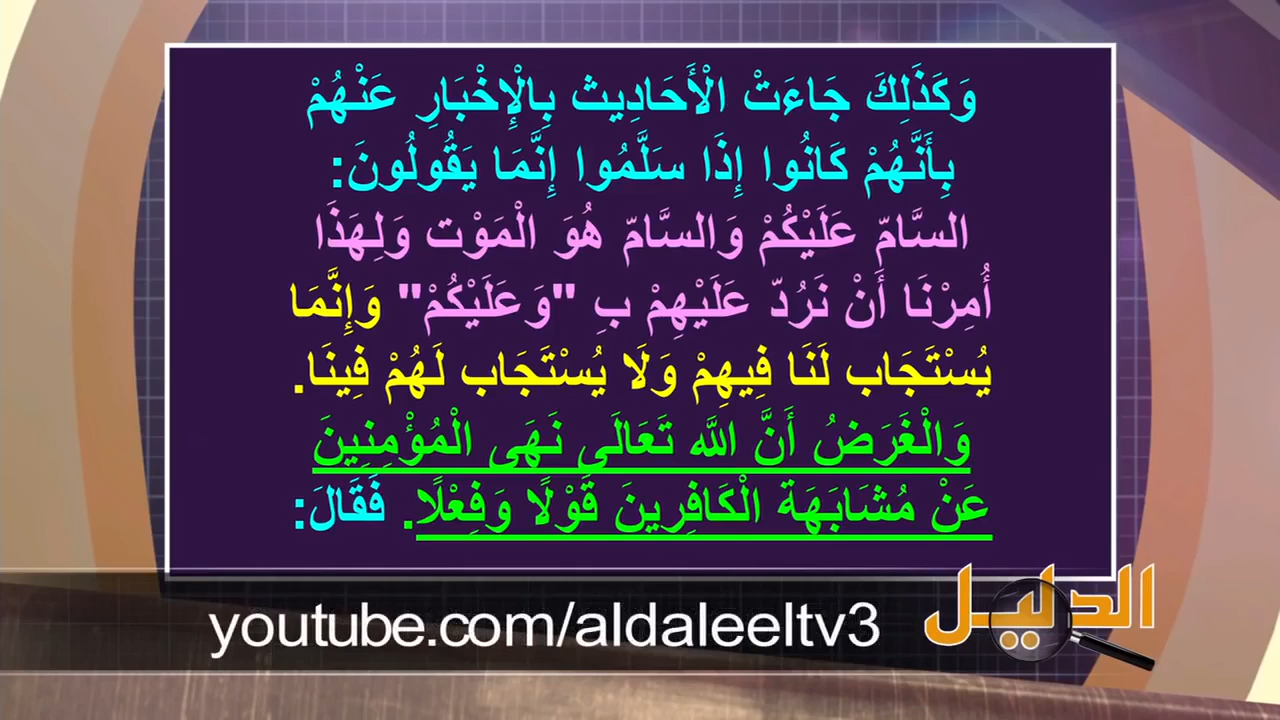 وَكَذَلِكَ جَاءَتْ الْأَحَادِيث بِالْإِخْبَارِ عَنْهُمْ
بِأَنَّهُمْ كَانُوا إِذَا سَلَّمُوا إِنَّمَا يَقُولُونَ:
السَّامّ عَلَيْكُمْ وَالسَّامّ هُوَ الْمَوْت وَلِهَذَا
أُمِرْنَا أَنْ نَرُدّ عَلَيْهِمْ بِ "وَعَلَيْكُمْ" وَإِنَّمَا
يُسْتَجَاب لَنَا فِيهِمْ وَلَا يُسْتَجَاب لَهُمْ فِينَا.
وَالْغَرَضُ أَنَّ اللَّه تَعَالَى نَهَى الْمُؤْمِنِينَ
عَنْ مُشَابَهَة الْكَافِرِينَ قَوْلًا وَفِعْلًا. فَقَالَ:
الدليل
youtube.com/aldaleeltv3